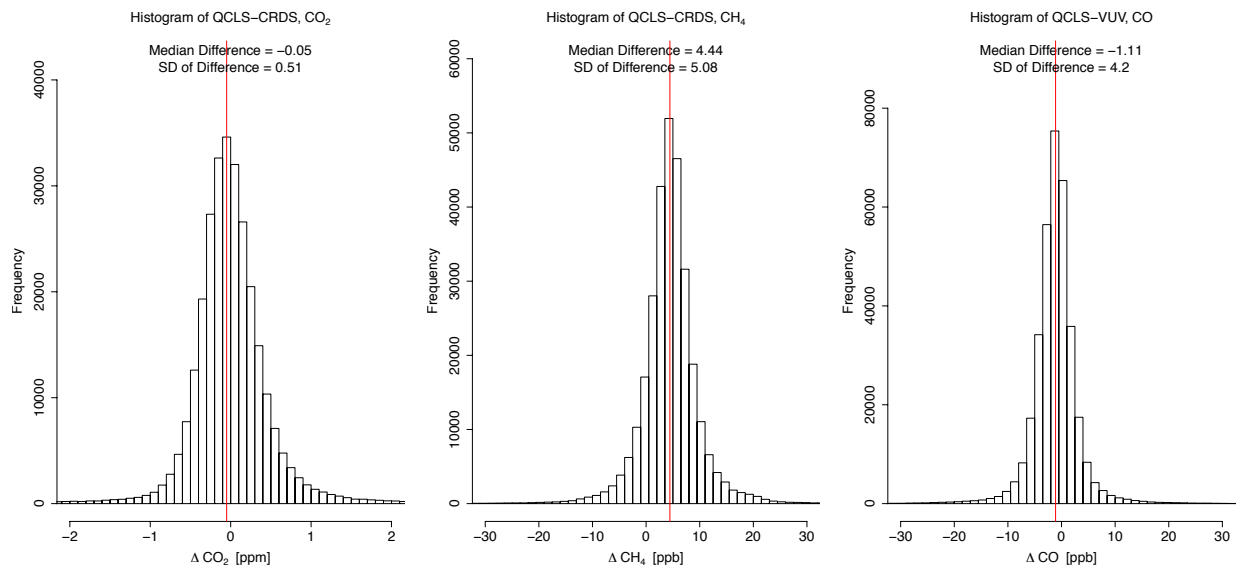 Histogram of QCLS−CRDS, CO₂
Median Difference = −0.05
SD of Difference = 0.51
Frequency
40000
30000
20000
10000
0
−2 −1 0 1 2
Δ CO₂ [ppm]
Histogram of QCLS−CRDS, CH₄
Median Difference = 4.44
SD of Difference = 5.08
Frequency
60000
50000
40000
30000
20000
10000
0
−30 −20 −10 0 10 20 30
Δ CH₄ [ppb]
Histogram of QCLS−VUV, CO
Median Difference = −1.11
SD of Difference = 4.2
Frequency
80000
60000
40000
20000
0
−30 −20 −10 0 10 20 30
Δ CO [ppb]